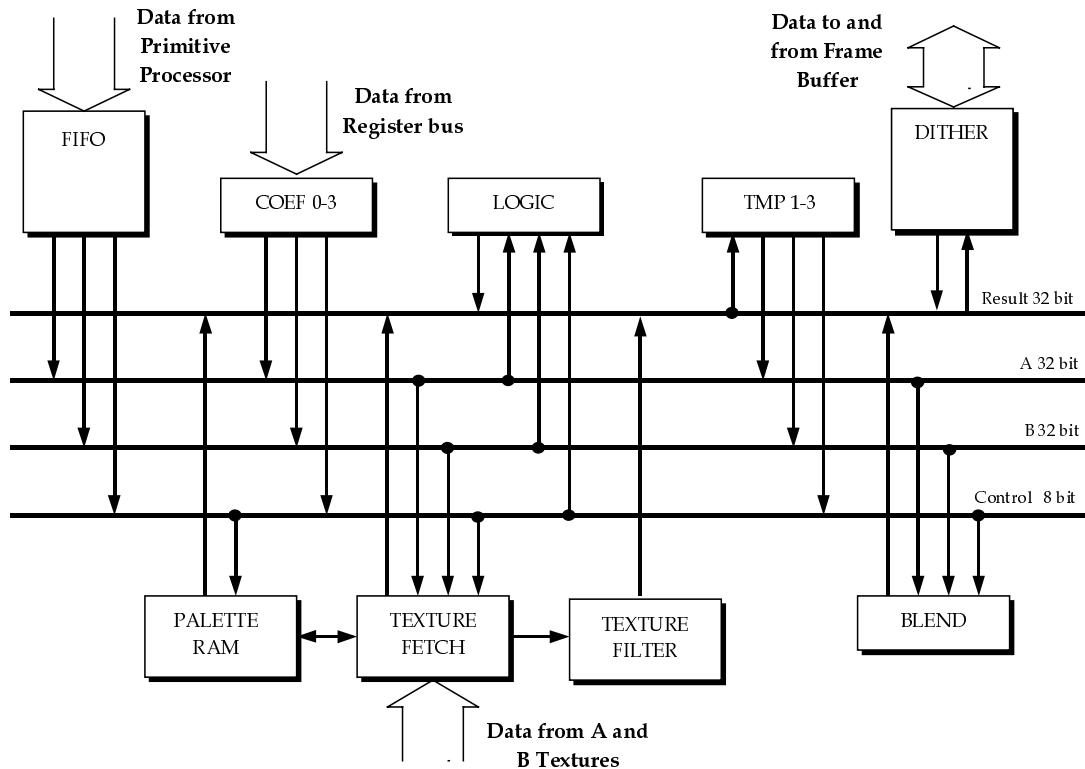 Data from
Primitive
Processor
Data to and
from Frame
Buffer
Data from
Register bus
FIFO
COEF 0-3
LOGIC
TMP 1-3
DITHER
Result 32 bit
A 32 bit
B 32 bit
Control 8 bit
PALETTE
RAM
TEXTURE
FETCH
TEXTURE
FILTER
BLEND
Data from A and
B Textures